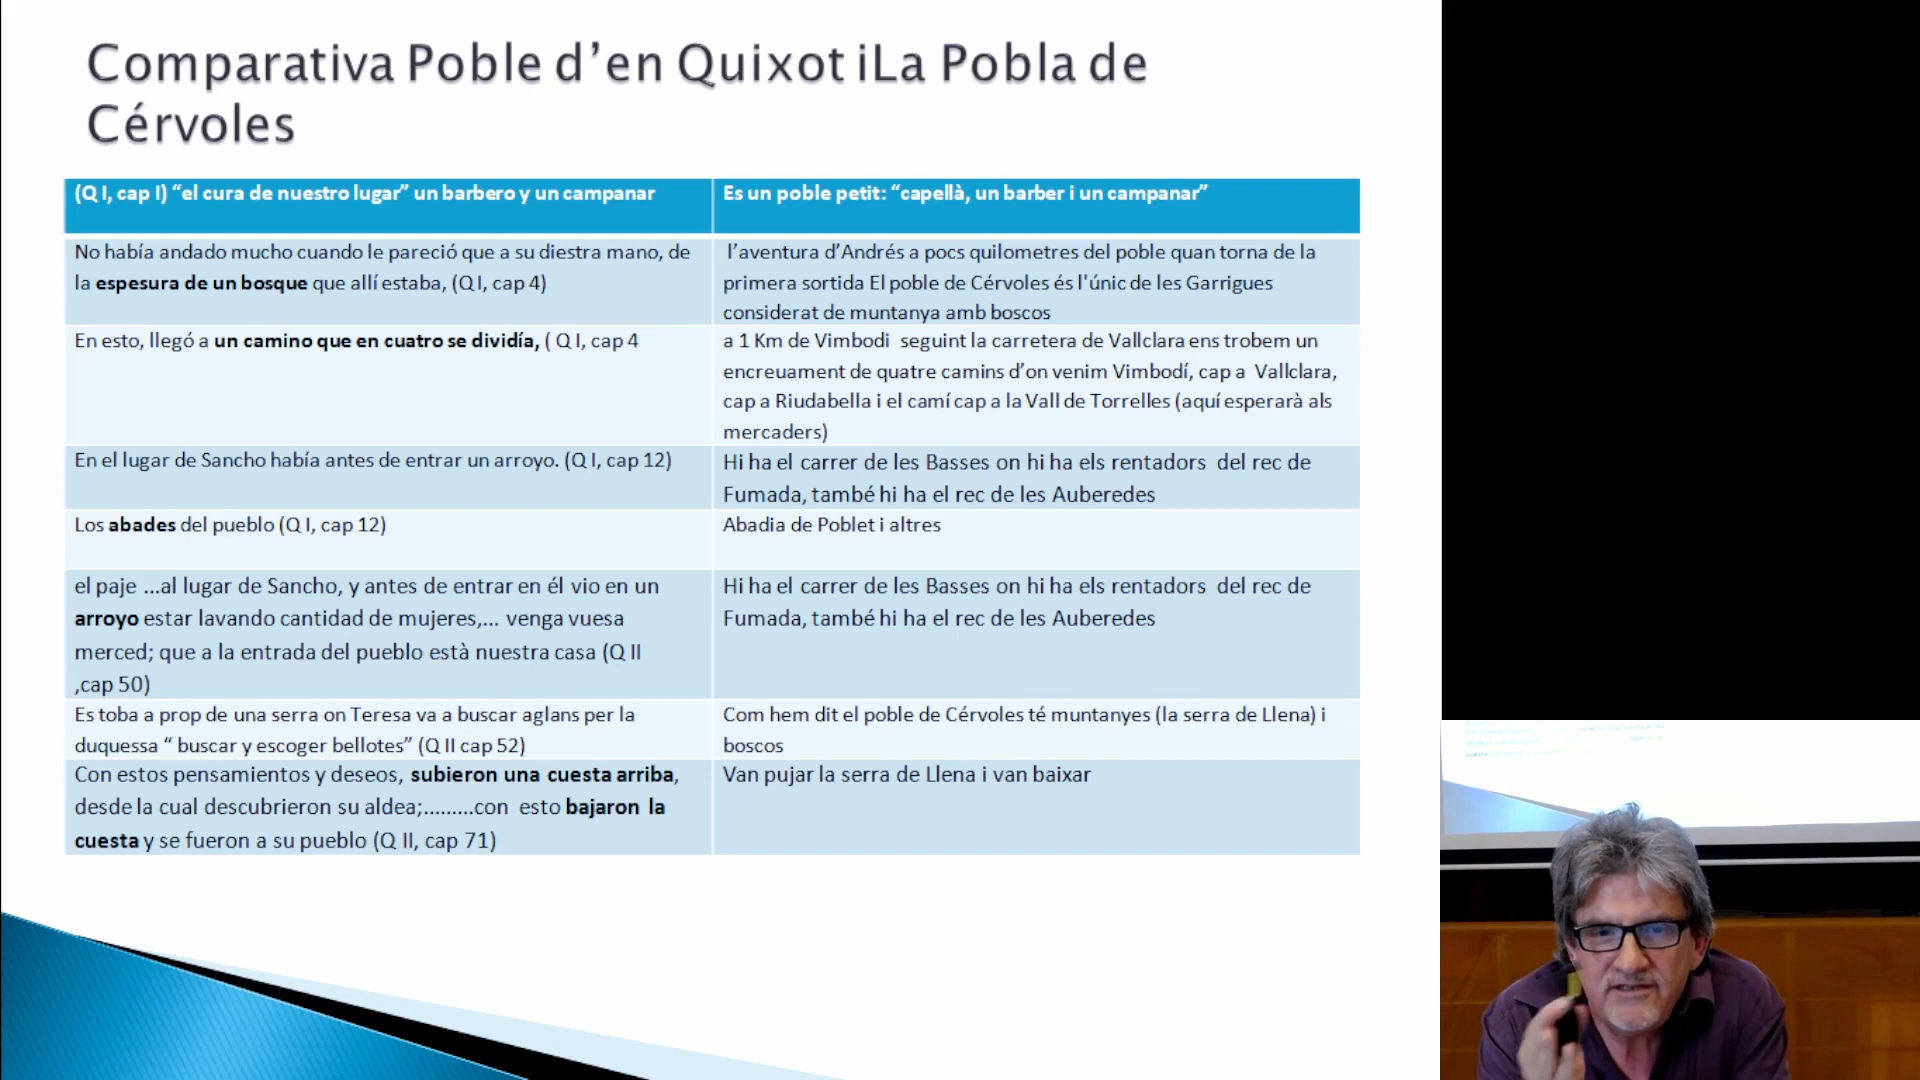 Comparativa Poble d’en Quixot iLa Pobla de
Cérvoles
(Q I, cap I) “el cura de nuestro lugar” un barbero y un campanar
Es un poble petit: “capellà, un barber i un campanar”
No había andado mucho cuando le pareció que a su diestra mano, de
la espesura de un bosque que allí estaba, (Q I, cap 4)
l’aventura d’Andrés a pocs quilometres del poble quan torna de la
primera sortida El poble de Cérvoles és l'únic de les Garrigues
considerat de muntanya amb boscos
En esto, llegó a un camino que en cuatro se dividía, ( Q I, cap 4
a 1 Km de Vimbodi seguint la carretera de Vallclara ens trobem un
encreuament de quatre camins d’on venim Vimbodí, cap a Vallclara,
cap a Riudabella i el camí cap a la Vall de Torrelles (aquí esperarà als
mercaders)
En el lugar de Sancho había antes de entrar un arroyo. (Q I, cap 12)
Hi ha el carrer de les Basses on hi ha els rentadors del rec de
Fumada, també hi ha el rec de les Auberedes
Los abades del pueblo (Q I, cap 12)
Abadia de Poblet i altres
el paje ...al lugar de Sancho, y antes de entrar en él vio en un
arroyo estar lavando cantidad de mujeres,... venga vuesa
merced; que a la entrada del pueblo està nuestra casa (Q II
,cap 50)
Hi ha el carrer de les Basses on hi ha els rentadors del rec de
Fumada, també hi ha el rec de les Auberedes
Es toba a prop de una serra on Teresa va a buscar aglans per la
duquessa “ buscar y escoger bellotes” (Q II cap 52)
Com hem dit el poble de Cérvoles té muntanyes (la serra de Llena) i
boscos
Con estos pensamientos y deseos, subieron una cuesta arriba,
desde la cual descubrieron su aldea;.........con esto bajaron la
cuesta y se fueron a su pueblo (Q II, cap 71)
Van pujar la serra de Llena i van baixar